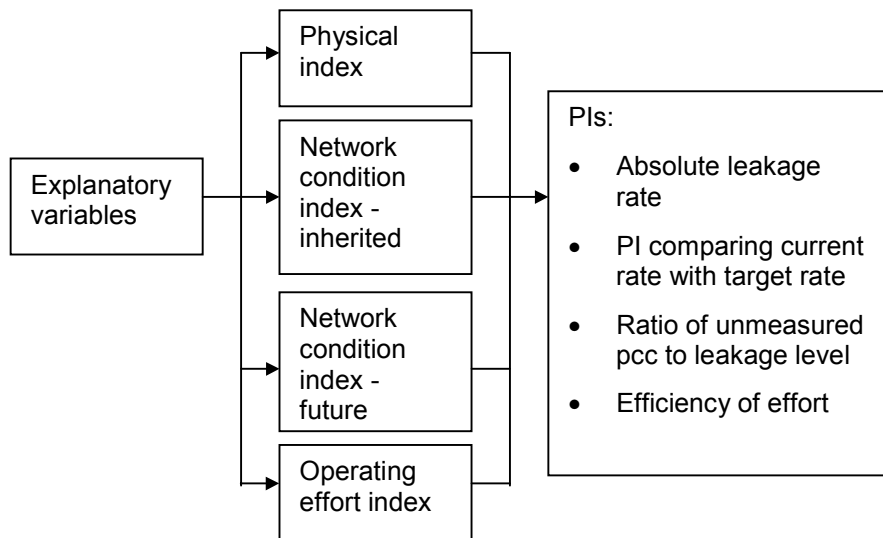 Explanatory
variables
Physical
index
Network
condition
index -
inherited
Network
condition
index -
future
Operating
effort index
PIs:
• Absolute leakage
rate
• PI comparing current
rate with target rate
• Ratio of unmeasured
pcc to leakage level
• Efficiency of effort